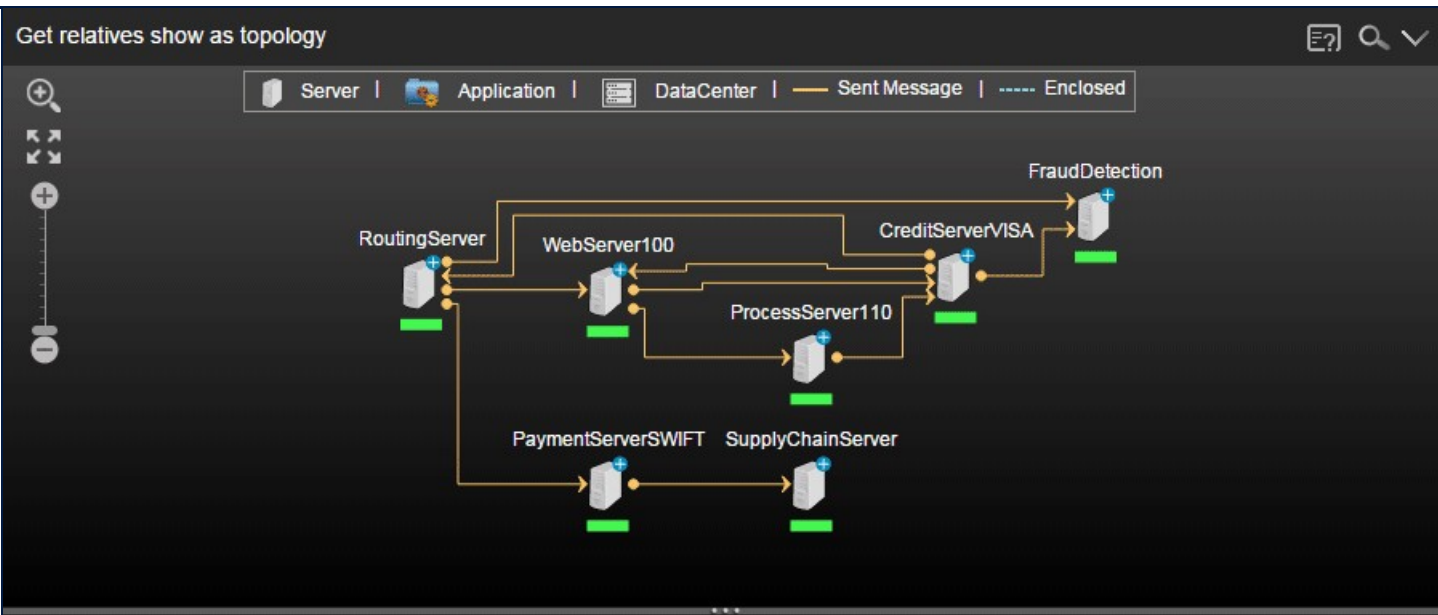 Get relatives show as topology
Server | Application | DataCenter | Sent Message | Enclosed
FraudDetection
RoutingServer
WebServer100
CreditServerVISA
ProcessServer110
PaymentServerSWIFT
SupplyChainServer